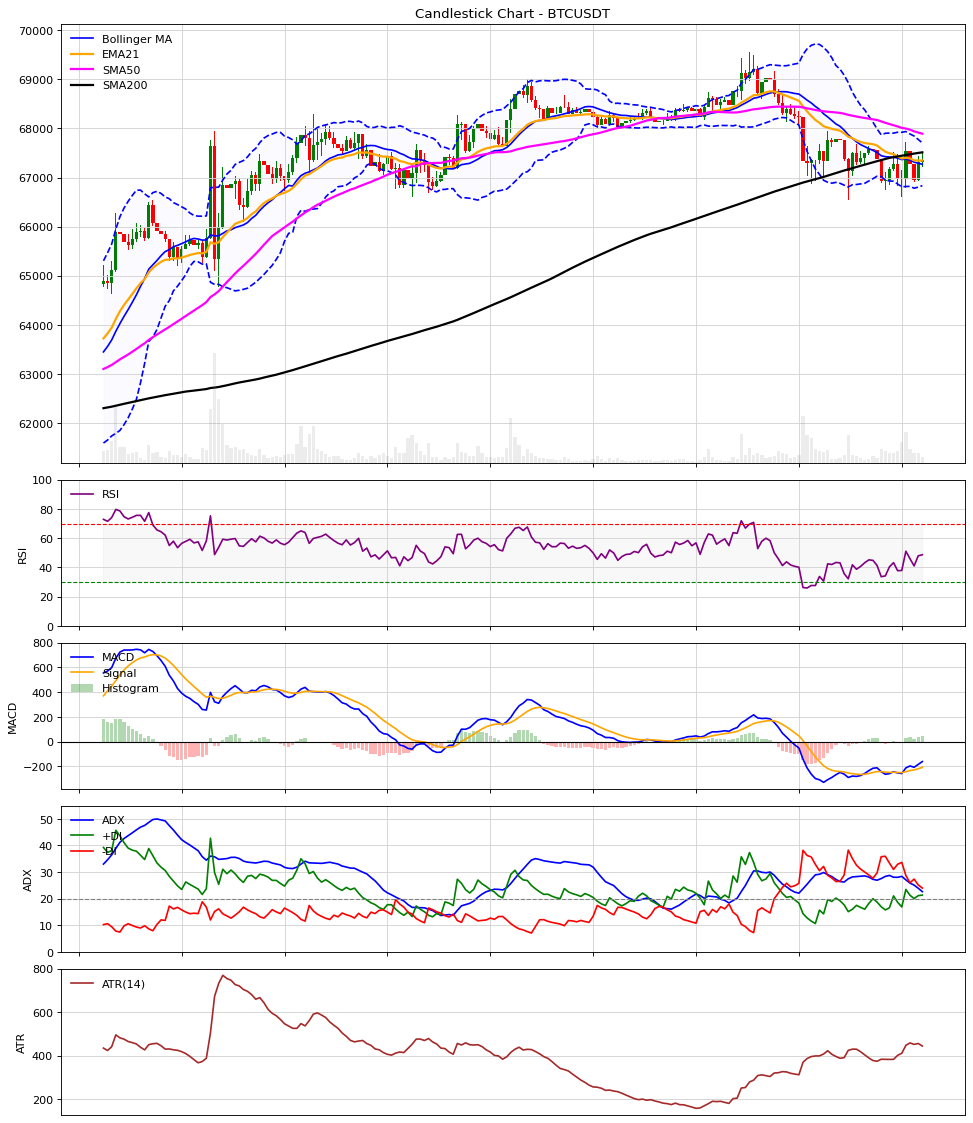 Candlestick Chart - BTCUSDT
70000
69000
68000
67000
66000
65000
64000
63000
62000
Bollinger MA
EMA21
SMA50
SMA200
100
80
60
40
20
0
RSI
RSI
800
600
400
200
0
−200
MACD
MACD
Signal
Histogram
50
40
30
20
10
0
ADX
ADX
+DI
-DI
800
600
400
200
ATR
ATR(14)